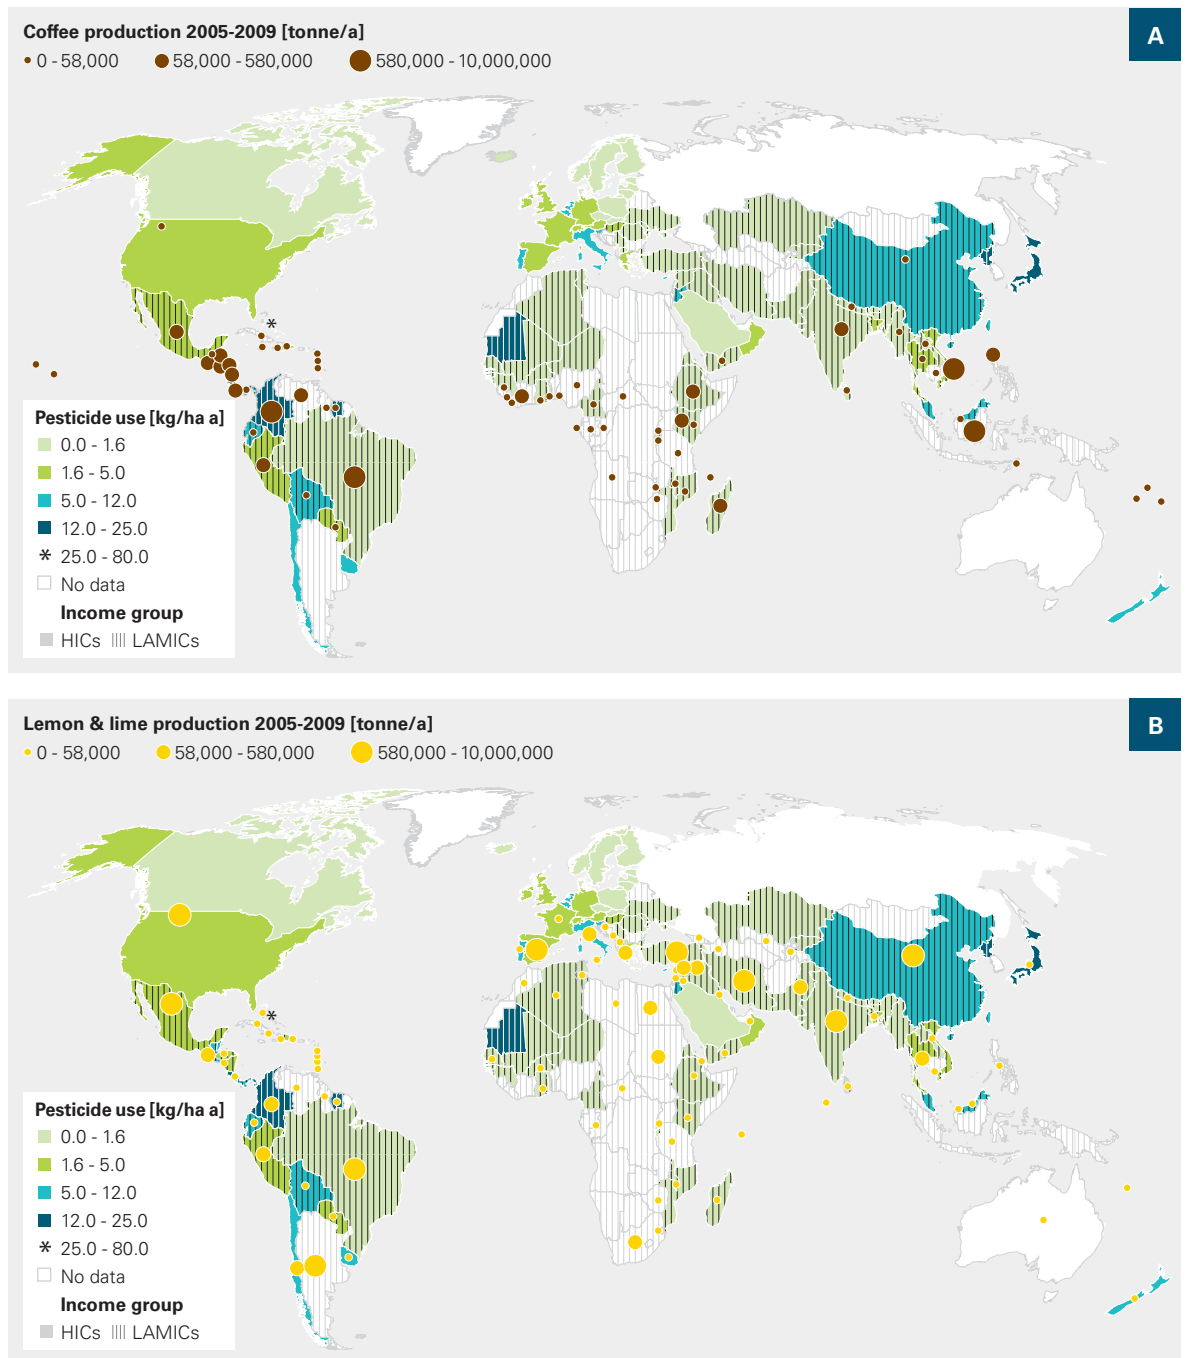 Coffee production 2005-2009 [tonne/a]
A
0 - 58,000 58,000 - 580,000 580,000 - 10,000,000
Pesticide use [kg/ha a]
0.0 - 1.6
1.6 - 5.0
5.0 - 12.0
12.0 - 25.0
* 25.0 - 80.0
No data
Income group
HICs LAMICs
*
Lemon & lime production 2005-2009 [tonne/a]
B
0 - 58,000 58,000 - 580,000 580,000 - 10,000,000
Pesticide use [kg/ha a]
0.0 - 1.6
1.6 - 5.0
5.0 - 12.0
12.0 - 25.0
* 25.0 - 80.0
No data
Income group
HICs LAMICs
*